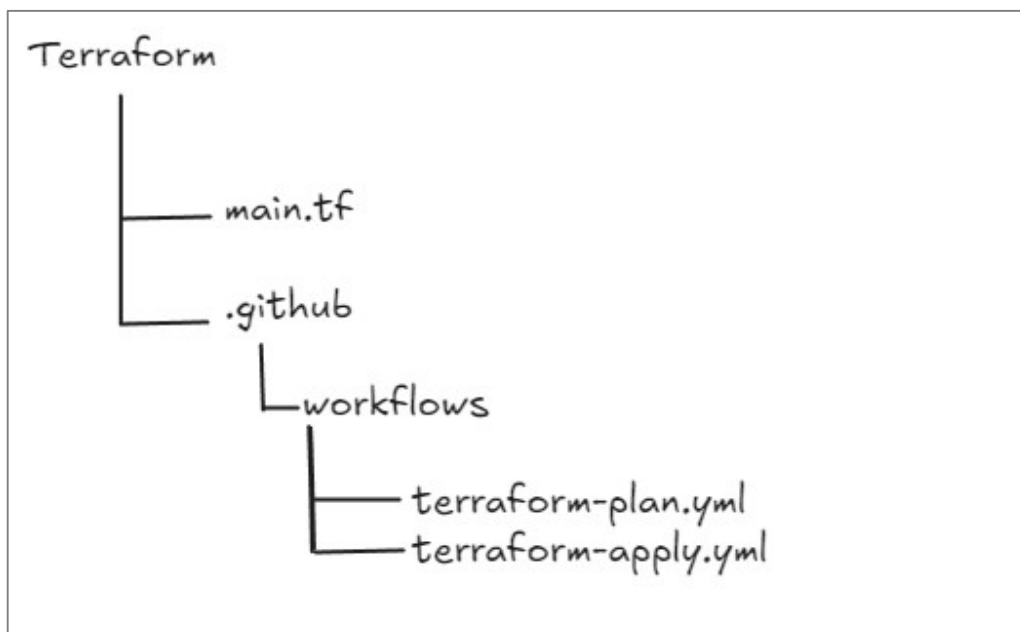 Terraform
main.tf
.github
workflows
terraform-plan.yml
terraform-apply.yml